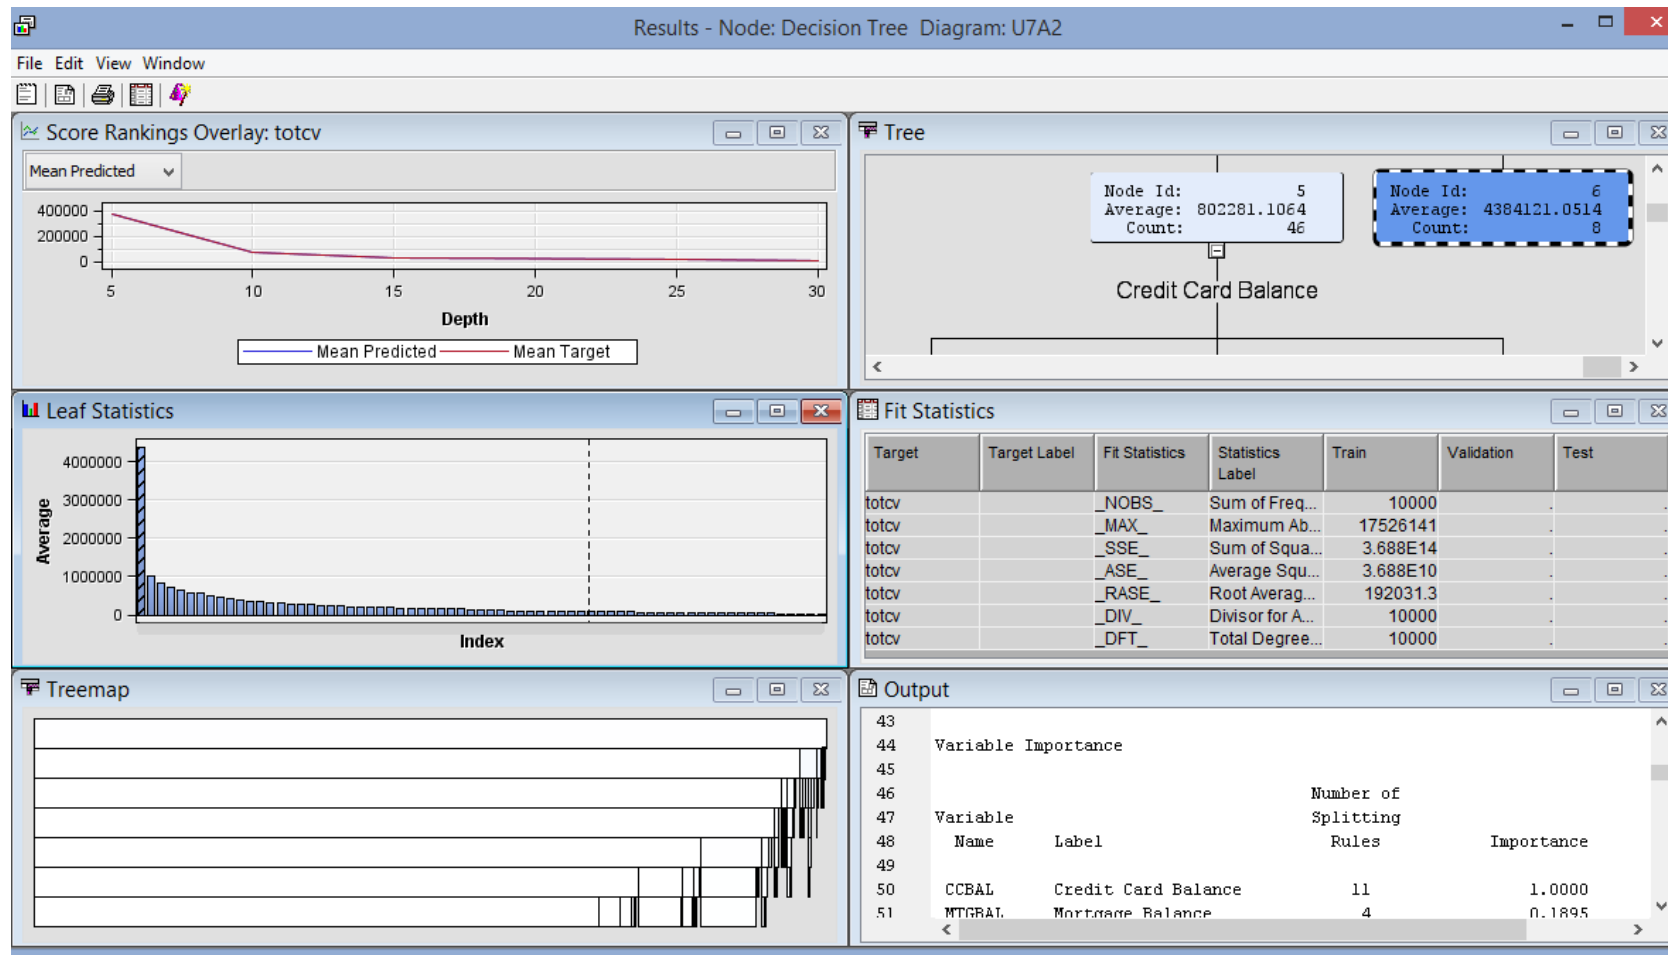 Results - Node: Decision Tree Diagram: U7A2
File Edit View Window
Score Rankings Overlay: totcv
Mean Predicted
400000
200000
0
5 10 15 20 25 30
Depth
Mean Predicted Mean Target
Tree
Node Id: 5
Average: 802281.1064
Count: 46
Node Id: 6
Average: 4384121.0514
Count: 8
Credit Card Balance
Leaf Statistics
4000000
3000000
2000000
1000000
0
Average
Index
Fit Statistics
Target Target Label Fit Statistics Statistics Label Train Validation Test
totcv _NOBS_ Sum of Freq... 10000 . .
totcv _MAX_ Maximum Ab... 17526141 . .
totcv _SSE_ Sum of Squa... 3.688E14 . .
totcv _ASE_ Average Squ... 3.688E10 . .
totcv _RASE_ Root Averag... 192031.3 . .
totcv _DIV_ Divisor for A... 10000 . .
totcv _DFT_ Total Degree... 10000 . .
Treemap
Output
43
44 Variable Importance
45
46 Number of
47 Variable Splitting
48 Name Label Rules Importance
49
50 CCBAL Credit Card Balance 11 1.0000
51 MTGBAL Mortgage Balance 4 0.1895